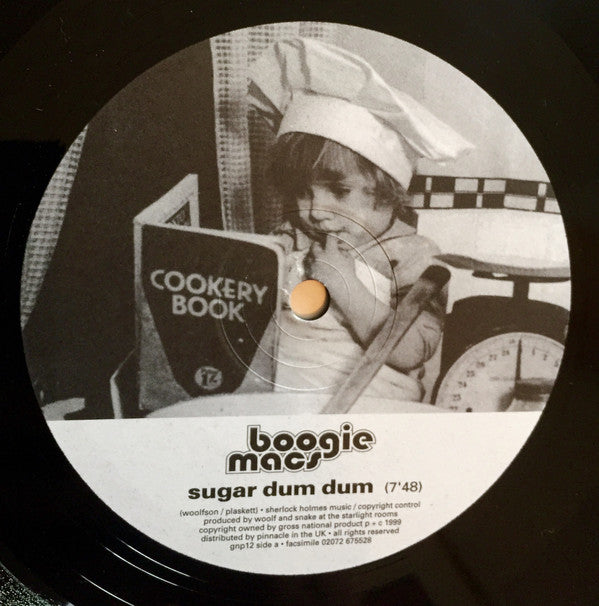 COOKERY
BOOK
boogie
macs
sugar dum dum (7'48)
(woolfson / plaskett) • sherlock holmes music / copyright control
produced by woolf and snake at the starlight rooms
copyright owned by gross national product p + c 1999
distributed by pinnacle in the UK • all rights reserved
gnp12 side a • facsimile 02072 675528